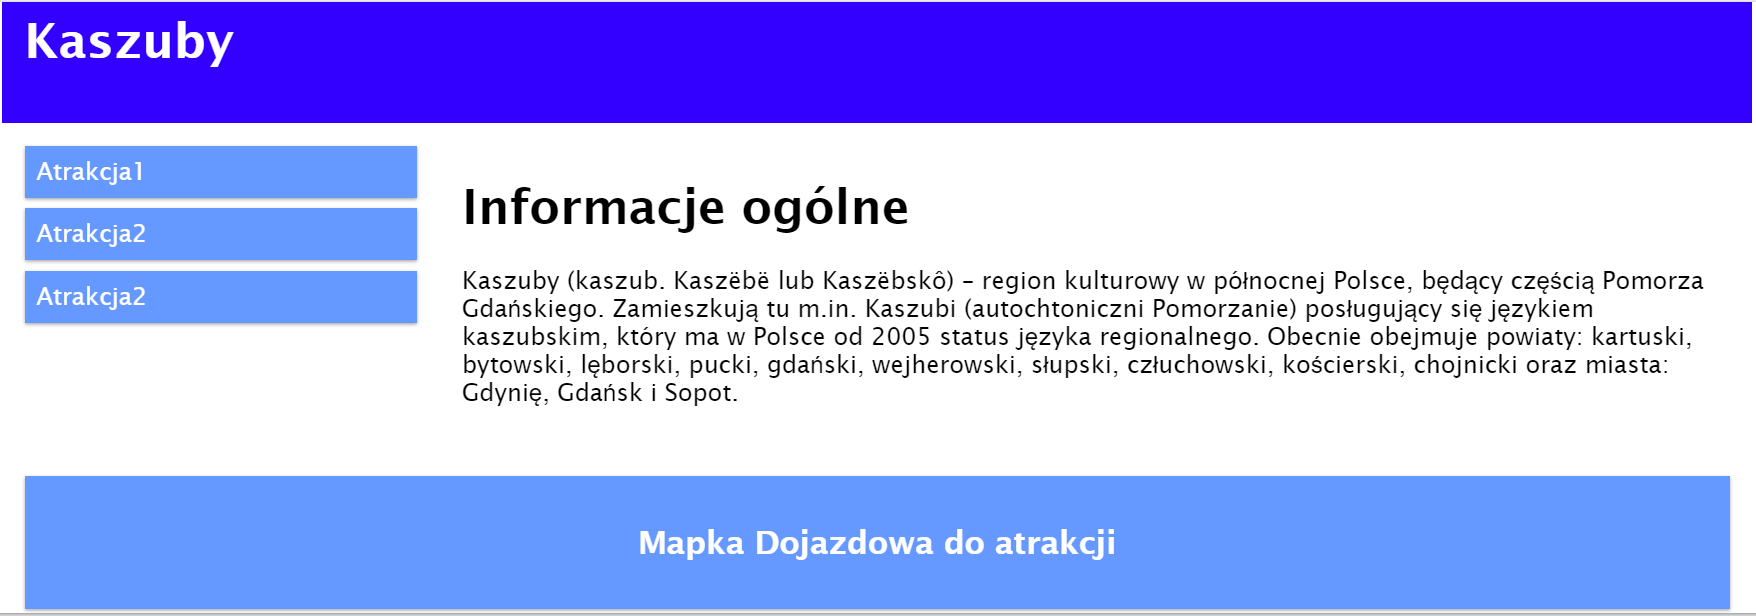 Kaszuby
Atrakcja1
Atrakcja2
Atrakcja2
Informacje ogólne
Kaszuby (kaszub. Kaszëbë lub Kaszëbskô) – region kulturowy w północnej Polsce, będący częścią Pomorza
Gdańskiego. Zamieszkują tu m.in. Kaszubi (autochtoniczni Pomorzanie) posługujący się językiem
kaszubskim, który ma w Polsce od 2005 status języka regionalnego. Obecnie obejmuje powiaty: kartuski,
bytowski, lęborski, pucki, gdański, wejherowski, słupski, człuchowski, kościerski, chojnicki oraz miasta:
Gdynię, Gdańsk i Sopot.
Mapka Dojazdowa do atrakcji